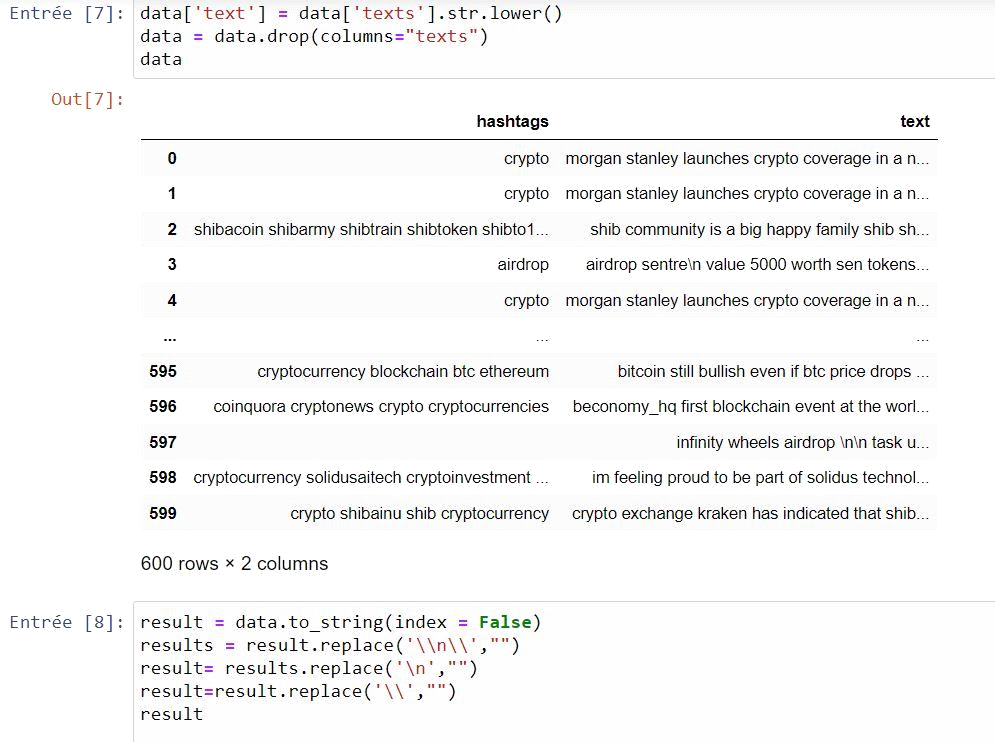 Entrée [7]: data['text'] = data['texts'].str.lower()
data = data.drop(columns="texts")
data
Out[7]:
hashtags text
0 crypto morgan stanley launches crypto coverage in a n...
1 crypto morgan stanley launches crypto coverage in a n...
2 shibacoin shibarmy shibtrain shibtoken shibto1... shib community is a big happy family shib sh...
3 airdrop airdrop sentre\n value 5000 worth sen tokens...
4 crypto morgan stanley launches crypto coverage in a n...
... ... ...
595 cryptocurrency blockchain btc ethereum bitcoin still bullish even if btc price drops ...
596 coinquora cryptonews crypto cryptocurrencies beconomy_hq first blockchain event at the worl...
597 infinity wheels airdrop \n\n task u...
598 cryptocurrency solidusaitech cryptoinvestment ... im feeling proud to be part of solidus technol...
599 crypto shibainu shib cryptocurrency crypto exchange kraken has indicated that shib...
600 rows × 2 columns
Entrée [8]: result = data.to_string(index = False)
results = result.replace('\\n\\',"")
result= results.replace('\n',"")
result=result.replace('\\',"")
result